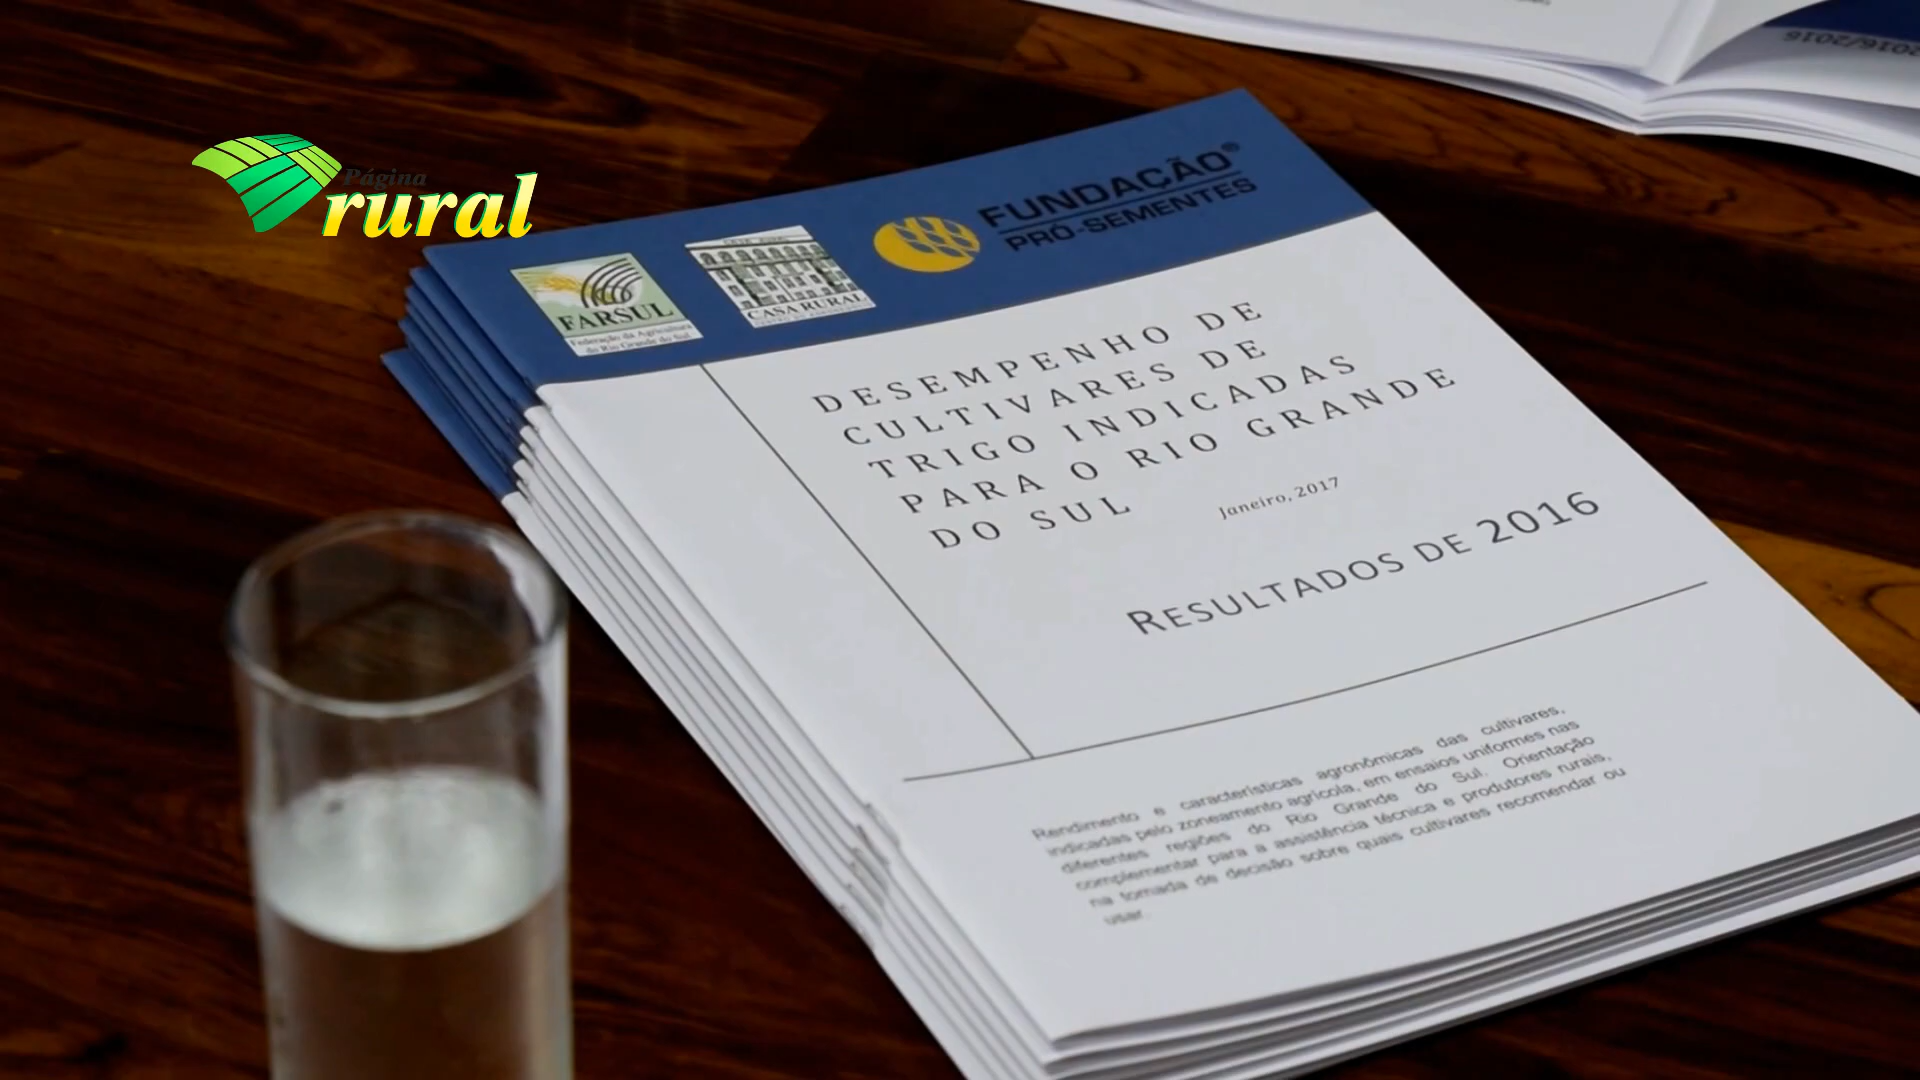 Página
rural
2016/2016
FUNDAÇÃO®
PRÓ-SEMENTES
FARSUL
Federação da Agricultura
do Rio Grande do Sul
CASA RURAL
DESEMPENHO DE
CULTIVARES DE
TRIGO INDICADAS
PARA O RIO GRANDE
DO SUL
Janeiro, 2017
RESULTADOS DE 2016
Rendimento e características agronômicas das cultivares,
indicadas pelo zoneamento agrícola, em ensaios uniformes nas
diferentes regiões do Rio Grande do Sul. Orientação
complementar para a assistência técnica e produtores rurais,
na tomada de decisão sobre quais cultivares recomendar ou
usar.